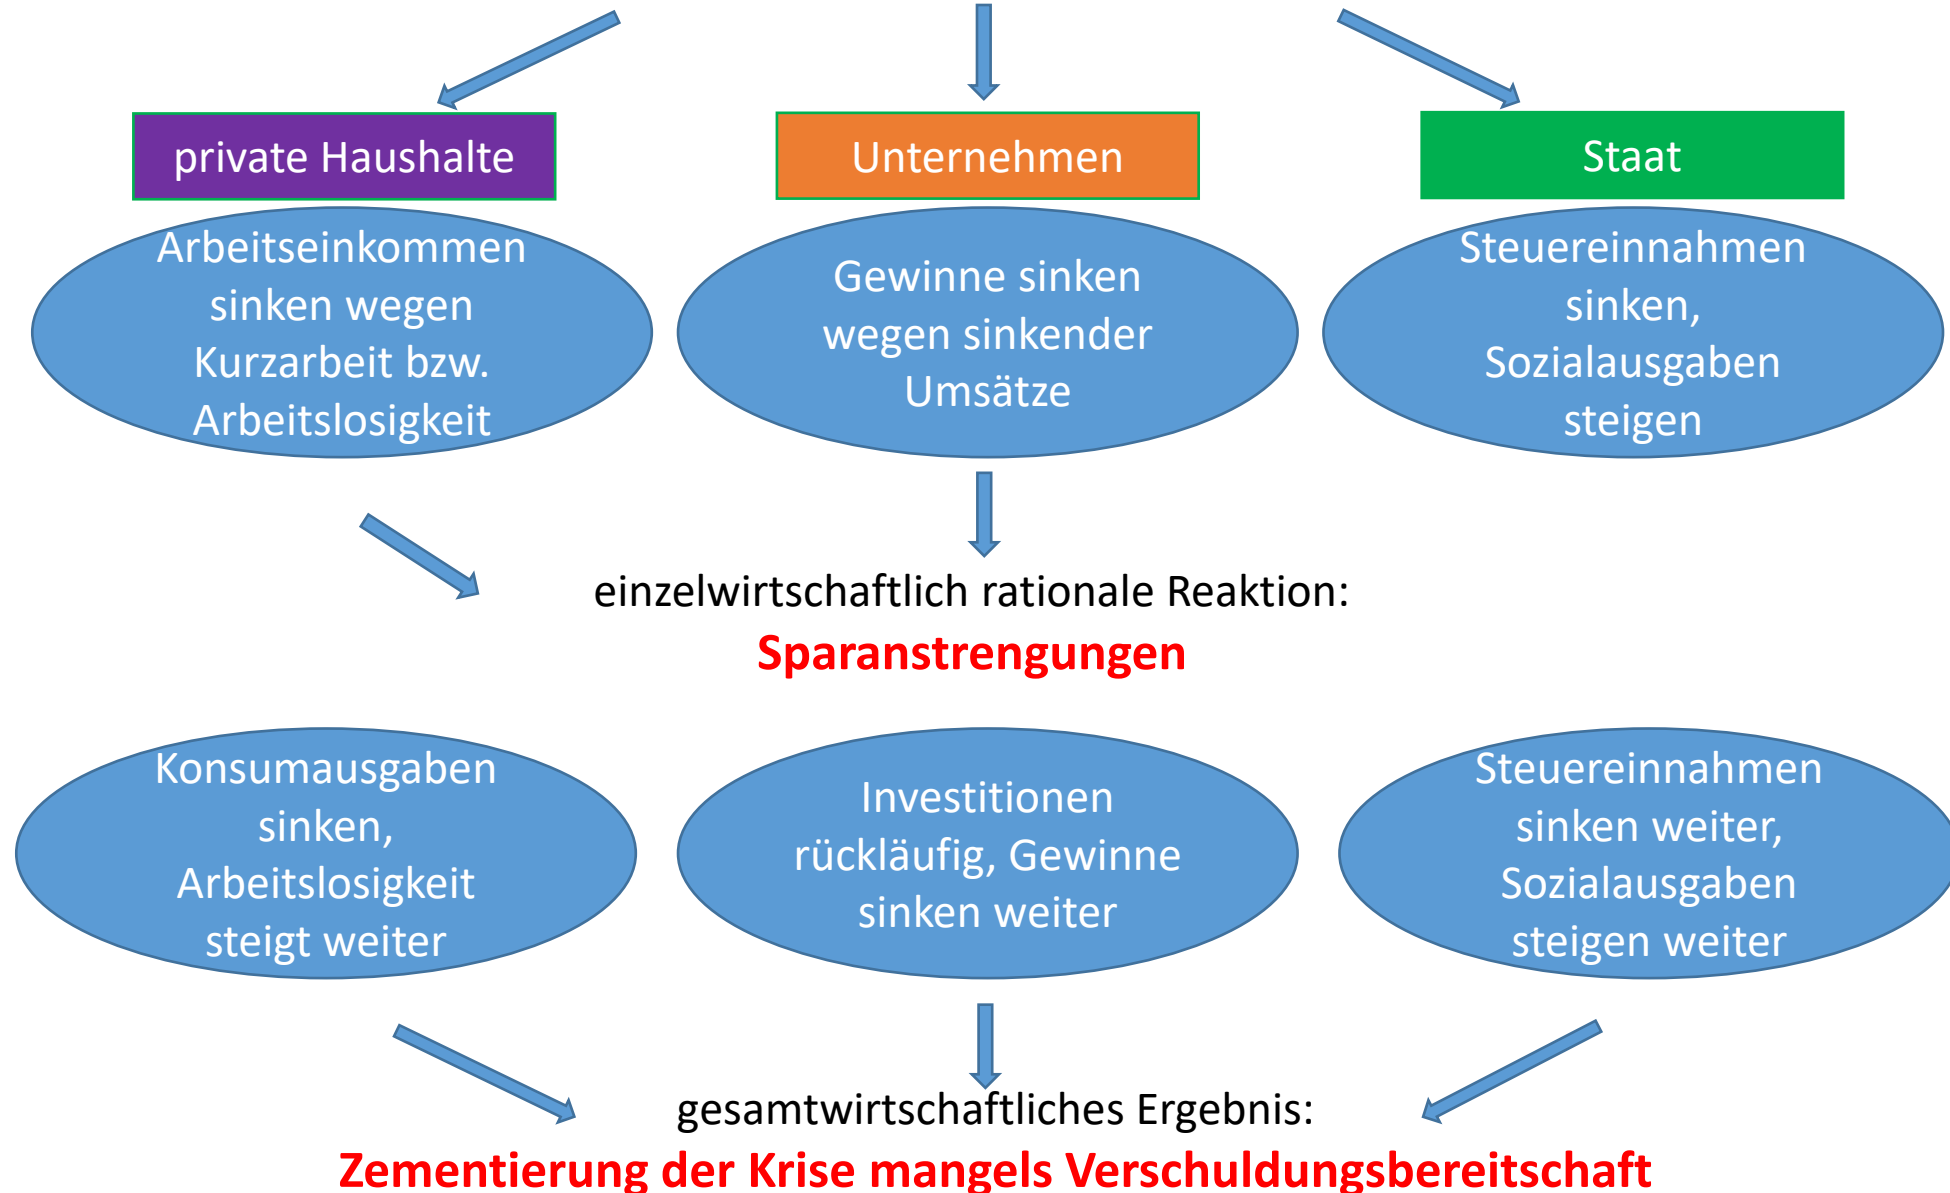 private Haushalte
Unternehmen
Staat
Arbeitseinkommen
sinken wegen
Kurzarbeit bzw.
Arbeitslosigkeit
Gewinne sinken
wegen sinkender
Umsätze
Steuereinnahmen
sinken,
Sozialausgaben
steigen
einzelwirtschaftlich rationale Reaktion:
Sparanstrengungen
Konsumausgaben
sinken,
Arbeitslosigkeit
steigt weiter
Investitionen
rückläufig, Gewinne
sinken weiter
Steuereinnahmen
sinken weiter,
Sozialausgaben
steigen weiter
gesamtwirtschaftliches Ergebnis:
Zementierung der Krise mangels Verschuldungsbereitschaft